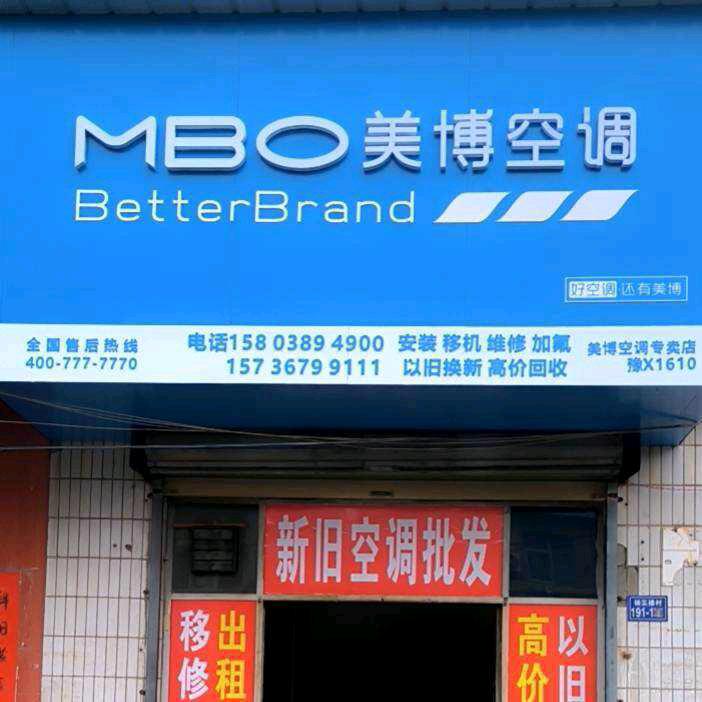 MBO美博空调
BetterBrand
好空调 还有美博
全国售后热线
400-777-7770
电话158 0389 4900
157 3679 9111
安装 移机 维修 加氟
以旧换新 高价回收
美博空调专卖店
豫X1610
新旧空调批发
出租
移修
以旧
高价
191-1